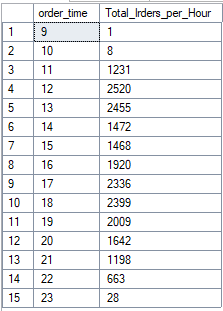 order_time Total_Irders_per_Hour
1 9 1
2 10 8
3 11 1231
4 12 2520
5 13 2455
6 14 1472
7 15 1468
8 16 1920
9 17 2336
10 18 2399
11 19 2009
12 20 1642
13 21 1198
14 22 663
15 23 28